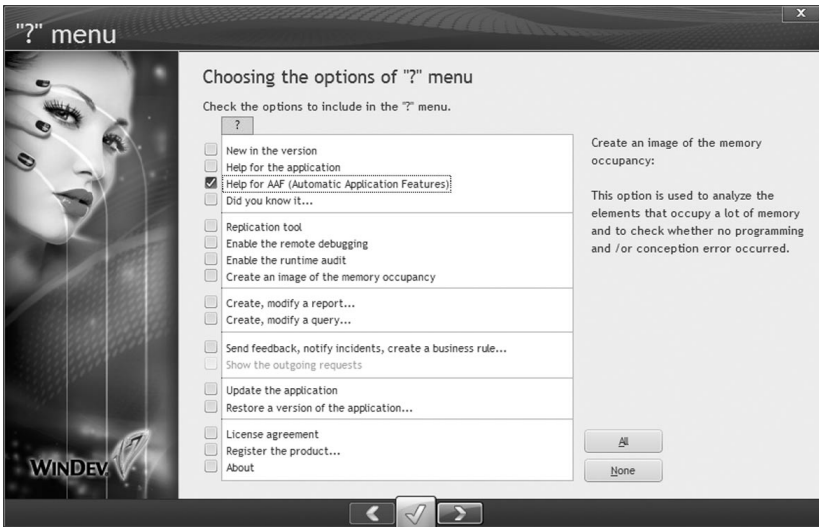 "?" menu
x
Choosing the options of "?" menu
Check the options to include in the "?" menu.
?
New in the version
Help for the application
Help for AAF (Automatic Application Features)
Did you know it...
Replication tool
Enable the remote debugging
Enable the runtime audit
Create an image of the memory occupancy
Create, modify a report...
Create, modify a query...
Send feedback, notify incidents, create a business rule...
Show the outgoing requests
Update the application
Restore a version of the application...
License agreement
Register the product...
About
Create an image of the memory
occupancy:
This option is used to analyze the
elements that occupy a lot of memory
and to check whether no programming
and /or conception error occurred.
All
None
WINDEV